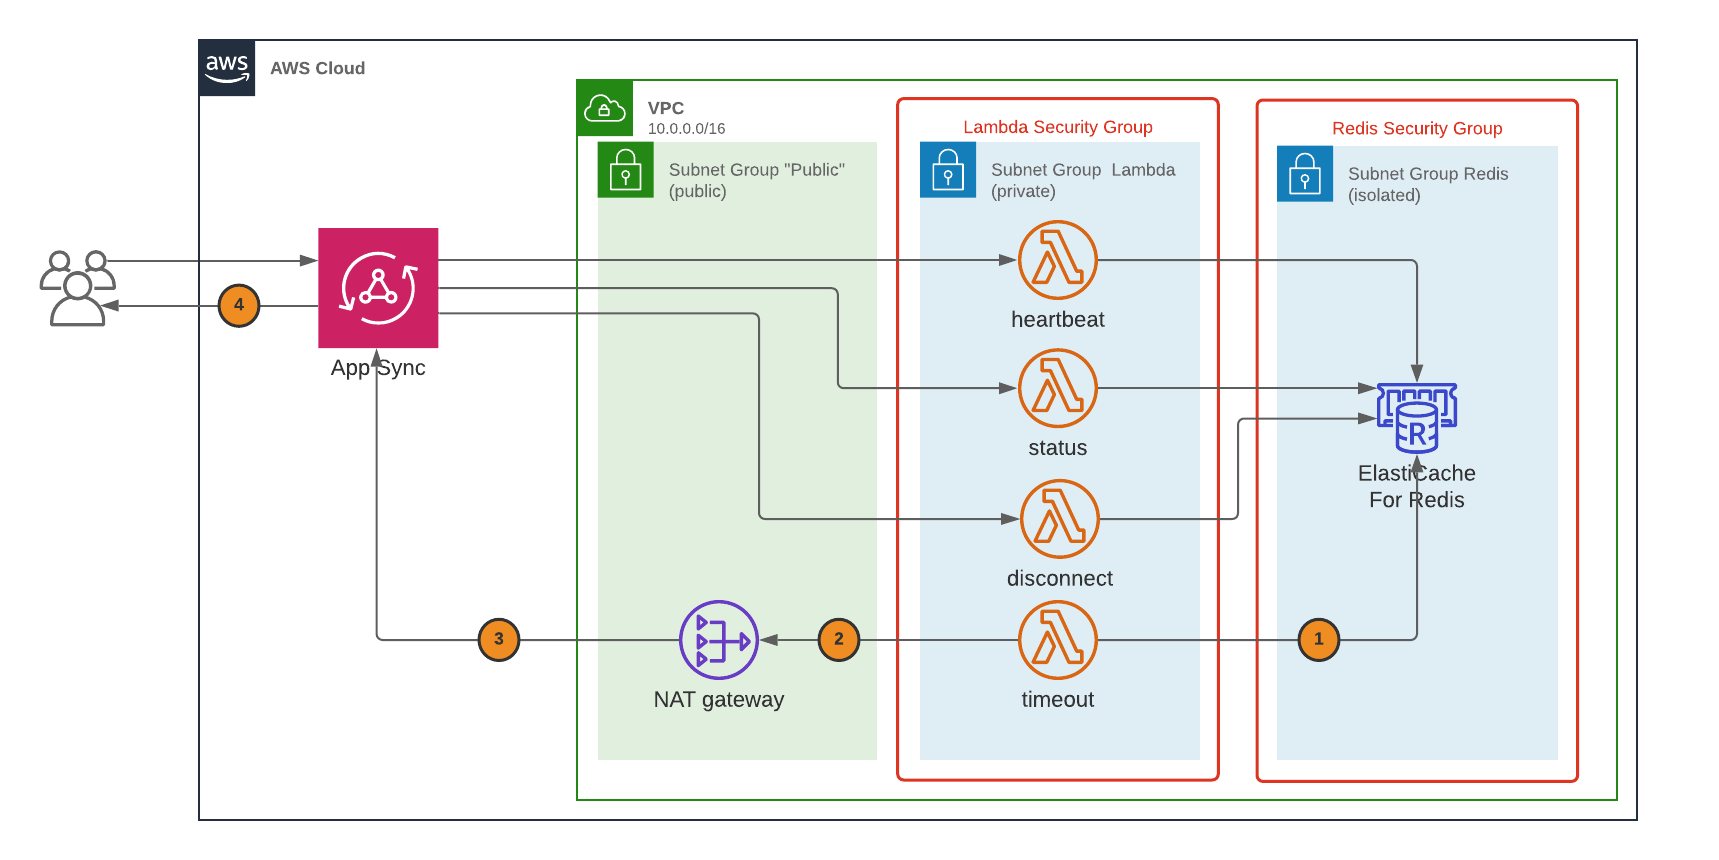 aws
AWS Cloud
VPC
10.0.0.0/16
Lambda Security Group
Redis Security Group
Subnet Group "Public"
(public)
Subnet Group  Lambda
(private)
Subnet Group Redis
(isolated)
4
App Sync
heartbeat
status
R
ElastiCache
For Redis
disconnect
3
2
1
NAT gateway
timeout